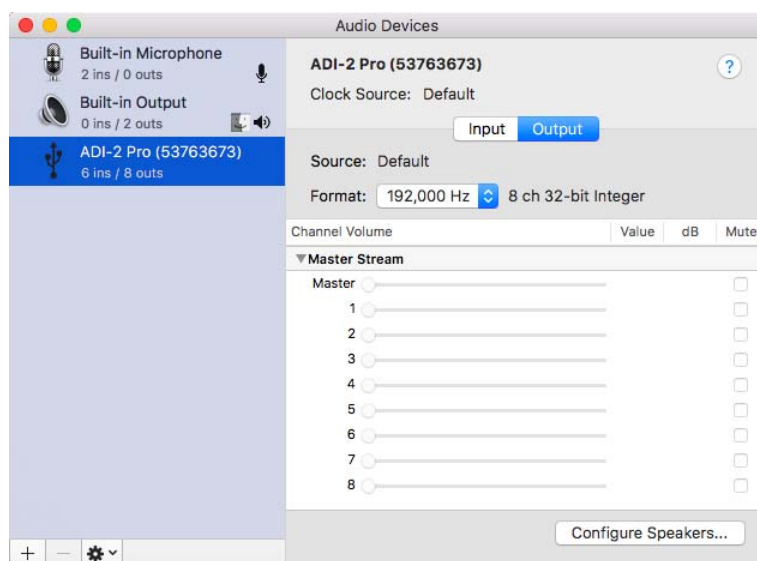 Audio Devices
Built-in Microphone
2 ins / 0 outs
Built-in Output
0 ins / 2 outs
ADI-2 Pro (53763673)
6 ins / 8 outs
ADI-2 Pro (53763673)
?
Clock Source: Default
Input Output
Source: Default
Format: 192,000 Hz 8 ch 32-bit Integer
Channel Volume Value dB Mute
Master Stream
Master
1
2
3
4
5
6
7
8
Configure Speakers...